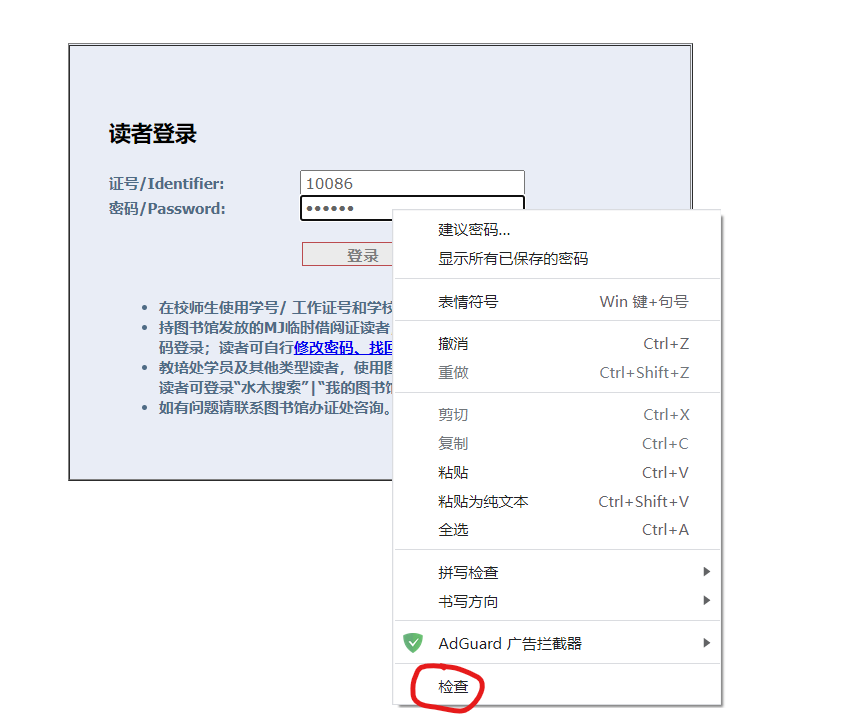 读者登录
证号/Identifier:
10086
密码/Password:
登录
在校师生使用学号/ 工作证号和学校
持图书馆发放的MJ临时借阅证读者
码登录；读者可自行修改密码、找回
教培处学员及其他类型读者，使用图
读者可登录“水木搜索”|“我的图书馆
如有问题请联系图书馆办证处咨询。
建议密码...
显示所有已保存的密码
表情符号 Win 键+句号
撤消 Ctrl+Z
重做 Ctrl+Shift+Z
剪切 Ctrl+X
复制 Ctrl+C
粘贴 Ctrl+V
粘贴为纯文本 Ctrl+Shift+V
全选 Ctrl+A
拼写检查
书写方向
AdGuard 广告拦截器
检查